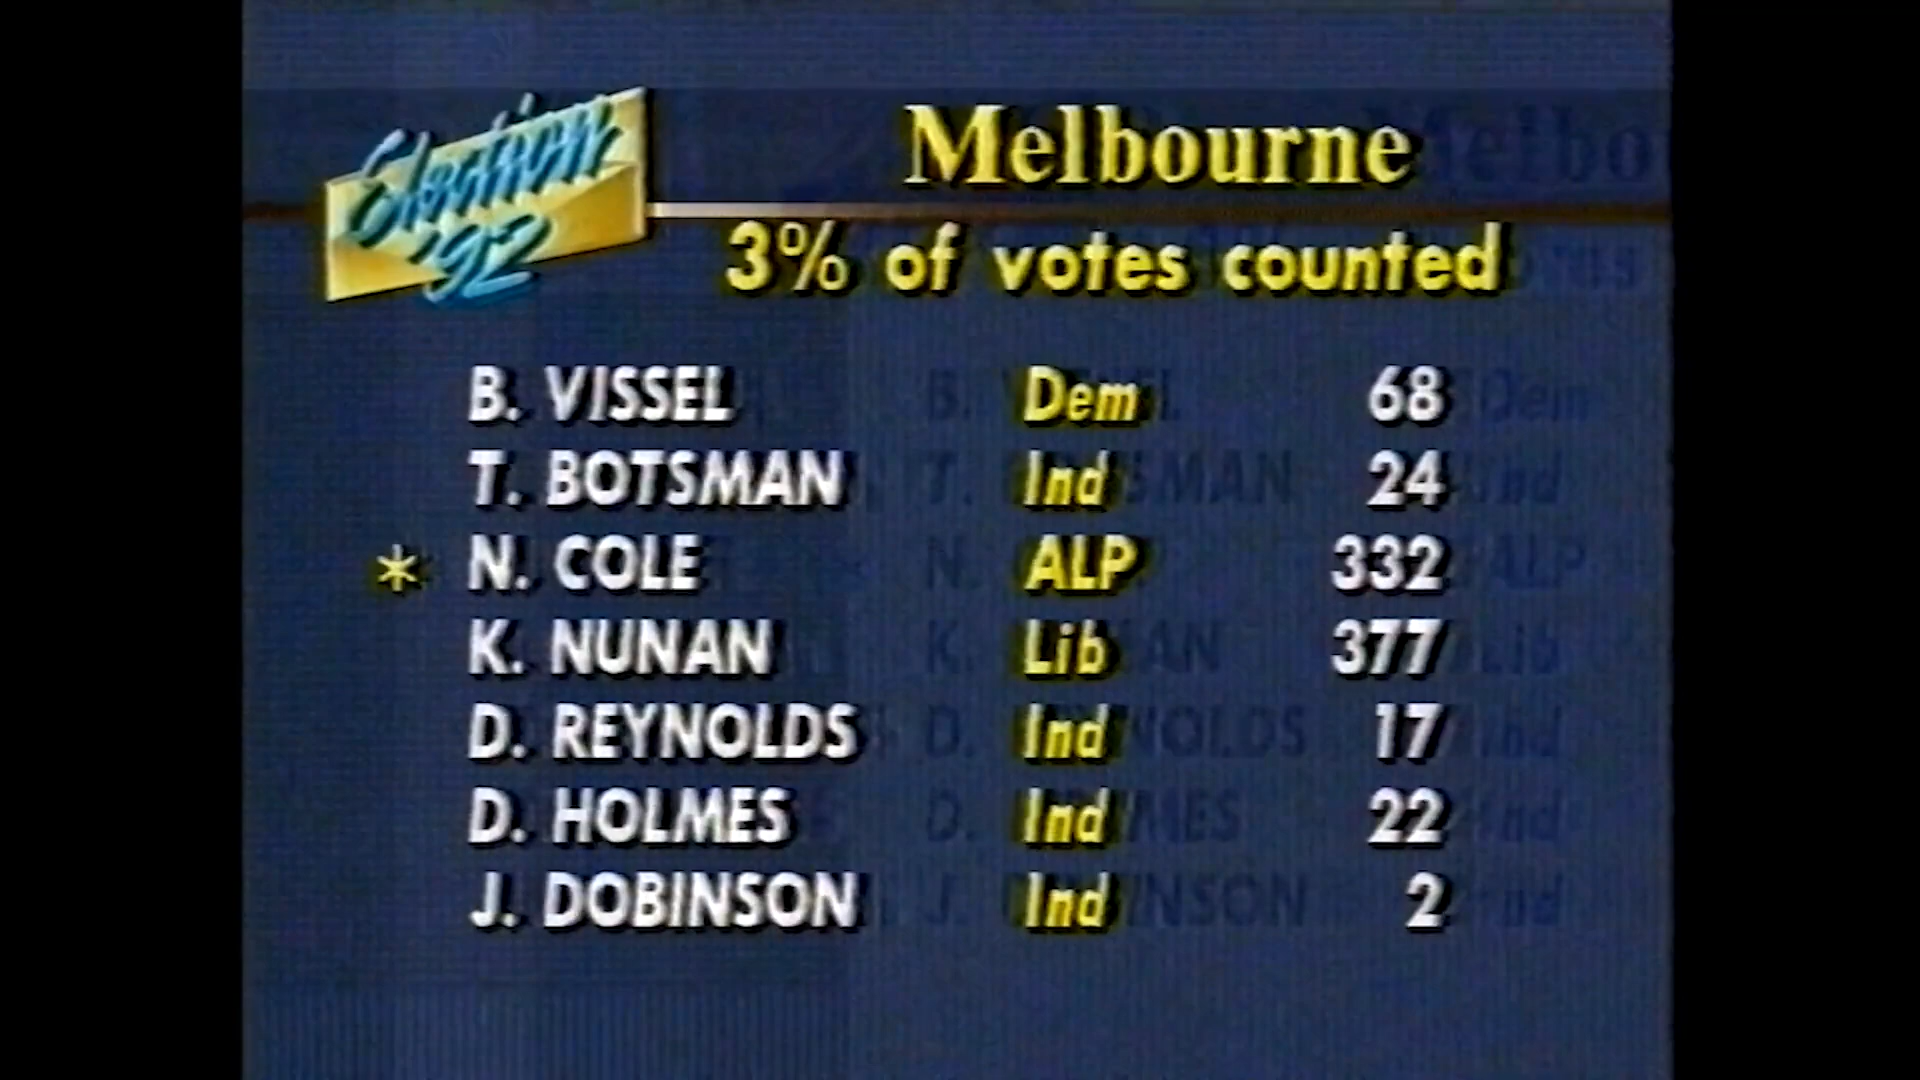 Election '92
Melbourne
3% of votes counted
B. VISSEL Dem 68
T. BOTSMAN Ind 24
* N. COLE ALP 332
K. NUNAN Lib 377
D. REYNOLDS Ind 17
D. HOLMES Ind 22
J. DOBINSON Ind 2